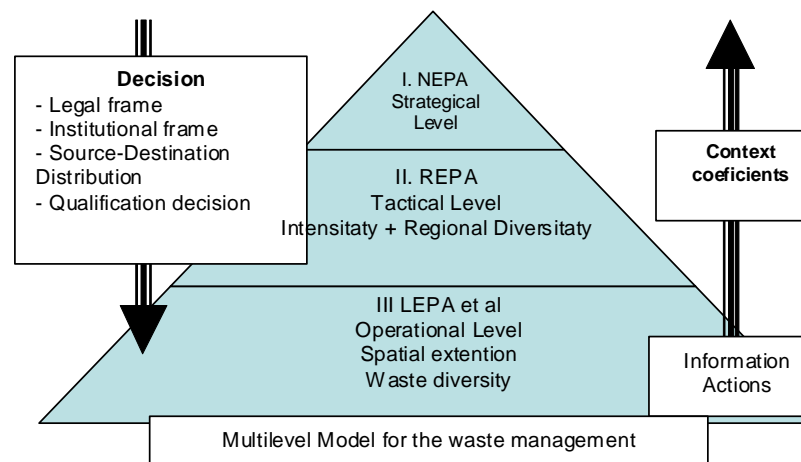 Decision
- Legal frame
- Institutional frame
- Source-Destination
Distribution
- Qualification decision
I. NEPA
Strategical
Level
II. REPA
Tactical Level
Intensitaty + Regional Diversitaty
III LEPA et al
Operational Level
Spatial extention
Waste diversity
Context
coeficients
Information
Actions
Multilevel Model for the waste management